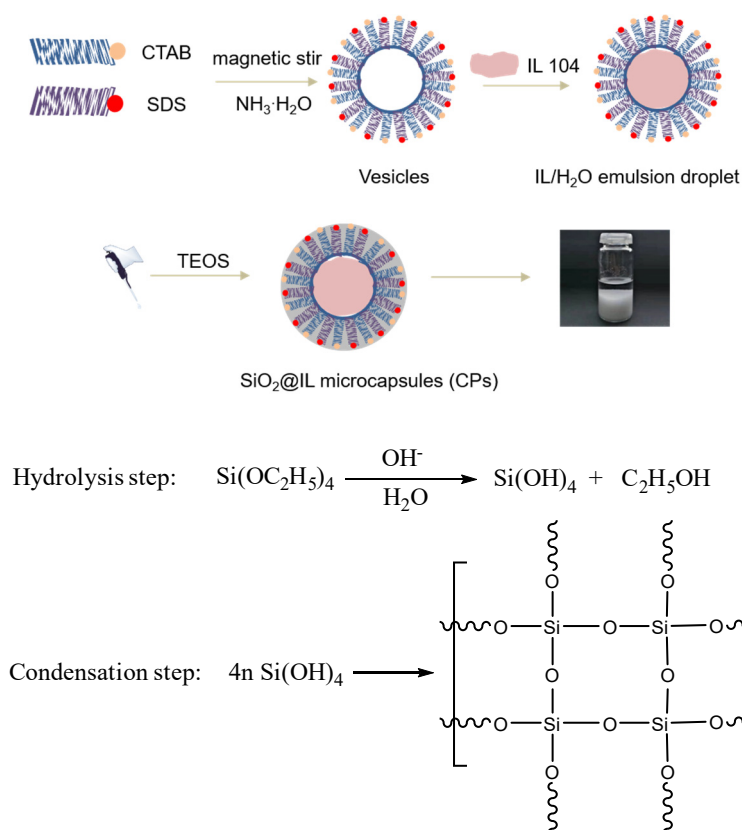 CTAB
SDS
magnetic stir
NH₃·H₂O
IL 104
Vesicles
IL/H₂O emulsion droplet
TEOS
SiO₂@IL microcapsules (CPs)
Hydrolysis step: Si(OC₂H₅)₄ OH⁻ H₂O Si(OH)₄ + C₂H₅OH
Condensation step: 4n Si(OH)₄
O O
O Si O Si O
O O
O Si O Si O
O O